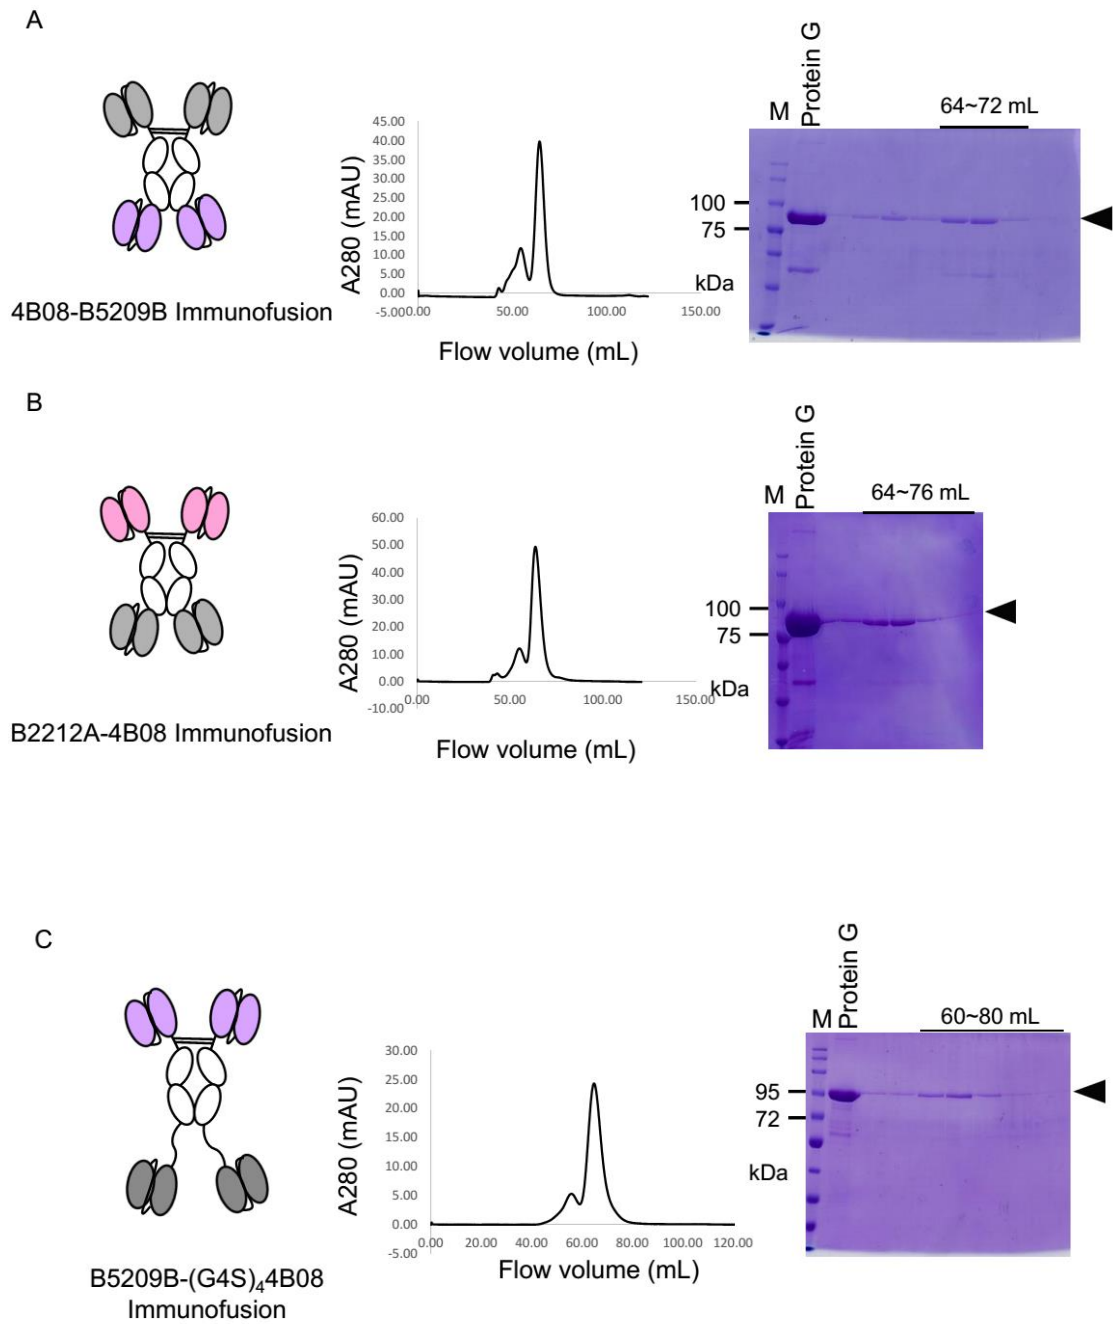 A
4B08-B5209B Immunofusion
A280 (mAU)
45.00
40.00
35.00
30.00
25.00
20.00
15.00
10.00
5.00
0.00
-5.00
0.00 50.00 100.00 150.00
Flow volume (mL)
M
Protein G
64~72 mL
100
75
kDa
B
B2212A-4B08 Immunofusion
A280 (mAU)
60.00
50.00
40.00
30.00
20.00
10.00
0.00
-10.00
0.00 50.00 100.00 150.00
Flow volume (mL)
M
Protein G
64~76 mL
100
75
kDa
C
B5209B-(G4S)₄4B08
Immunofusion
A280 (mAU)
30.00
25.00
20.00
15.00
10.00
5.00
0.00
-5.00
0.00 20.00 40.00 60.00 80.00 100.00 120.00
Flow volume (mL)
M
Protein G
60~80 mL
95
72
kDa